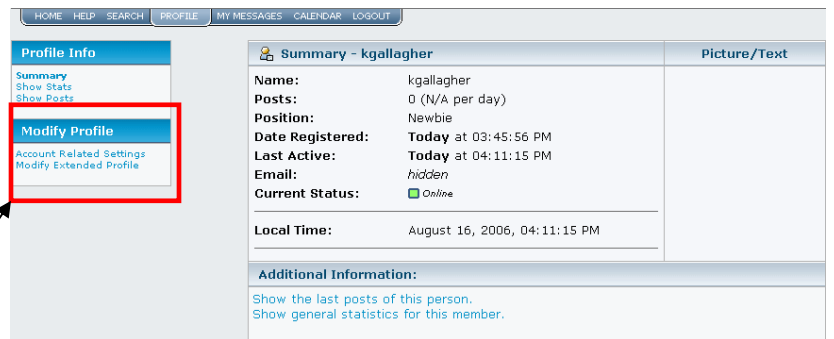 HOME HELP SEARCH PROFILE MY MESSAGES CALENDAR LOGOUT
Profile Info
Summary
Show Stats
Show Posts
Modify Profile
Account Related Settings
Modify Extended Profile
Summary - kgallagher
Picture/Text
Name: kgallagher
Posts: 0 (N/A per day)
Position: Newbie
Date Registered: Today at 03:45:56 PM
Last Active: Today at 04:11:15 PM
Email: hidden
Current Status: Online
Local Time: August 16, 2006, 04:11:15 PM
Additional Information:
Show the last posts of this person.
Show general statistics for this member.